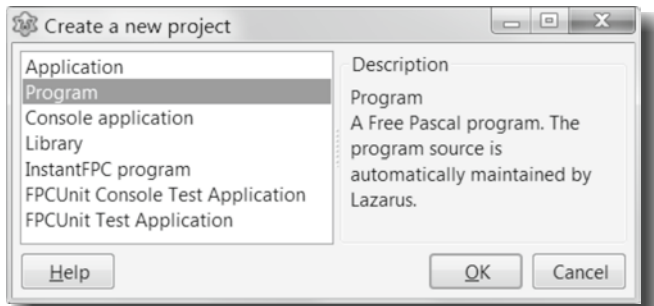 Create a new project
Application
Program
Console application
Library
InstantFPC program
FPCUnit Console Test Application
FPCUnit Test Application
Description
Program
A Free Pascal program. The
program source is
automatically maintained by
Lazarus.
Help
OK
Cancel